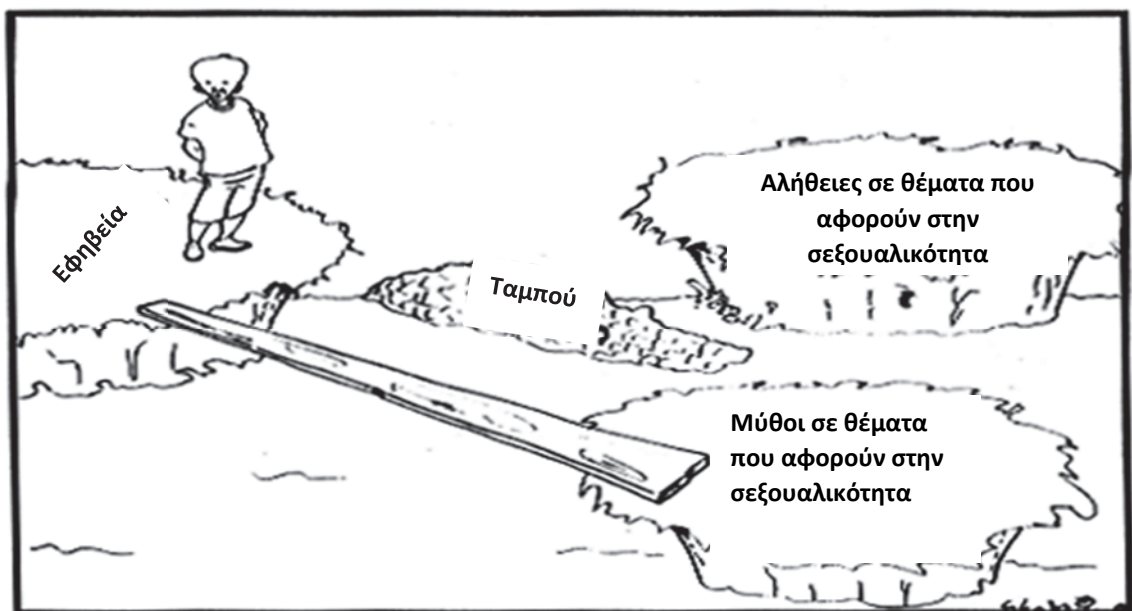 Εφηβεία
Ταμπού
Αλήθειες σε θέματα που
αφορούν στην
σεξουαλικότητα
Μύθοι σε θέματα
που αφορούν στην
σεξουαλικότητα